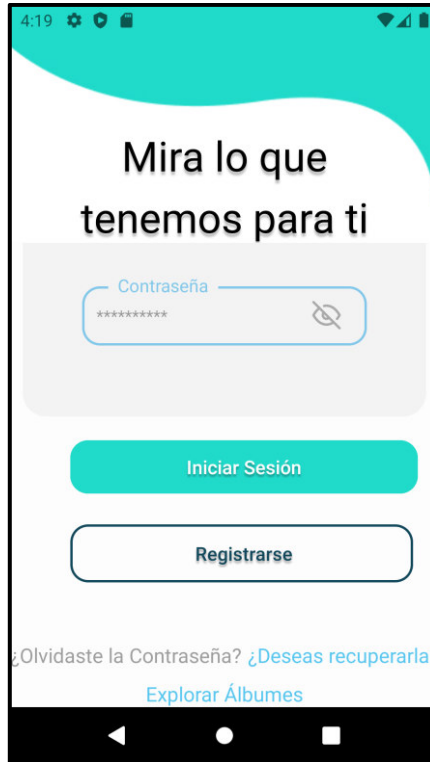 4:19
Mira lo que
tenemos para ti
Contraseña
**********
Iniciar Sesión
Registrarse
¿Olvidaste la Contraseña? ¿Deseas recuperarla
Explorar Álbumes